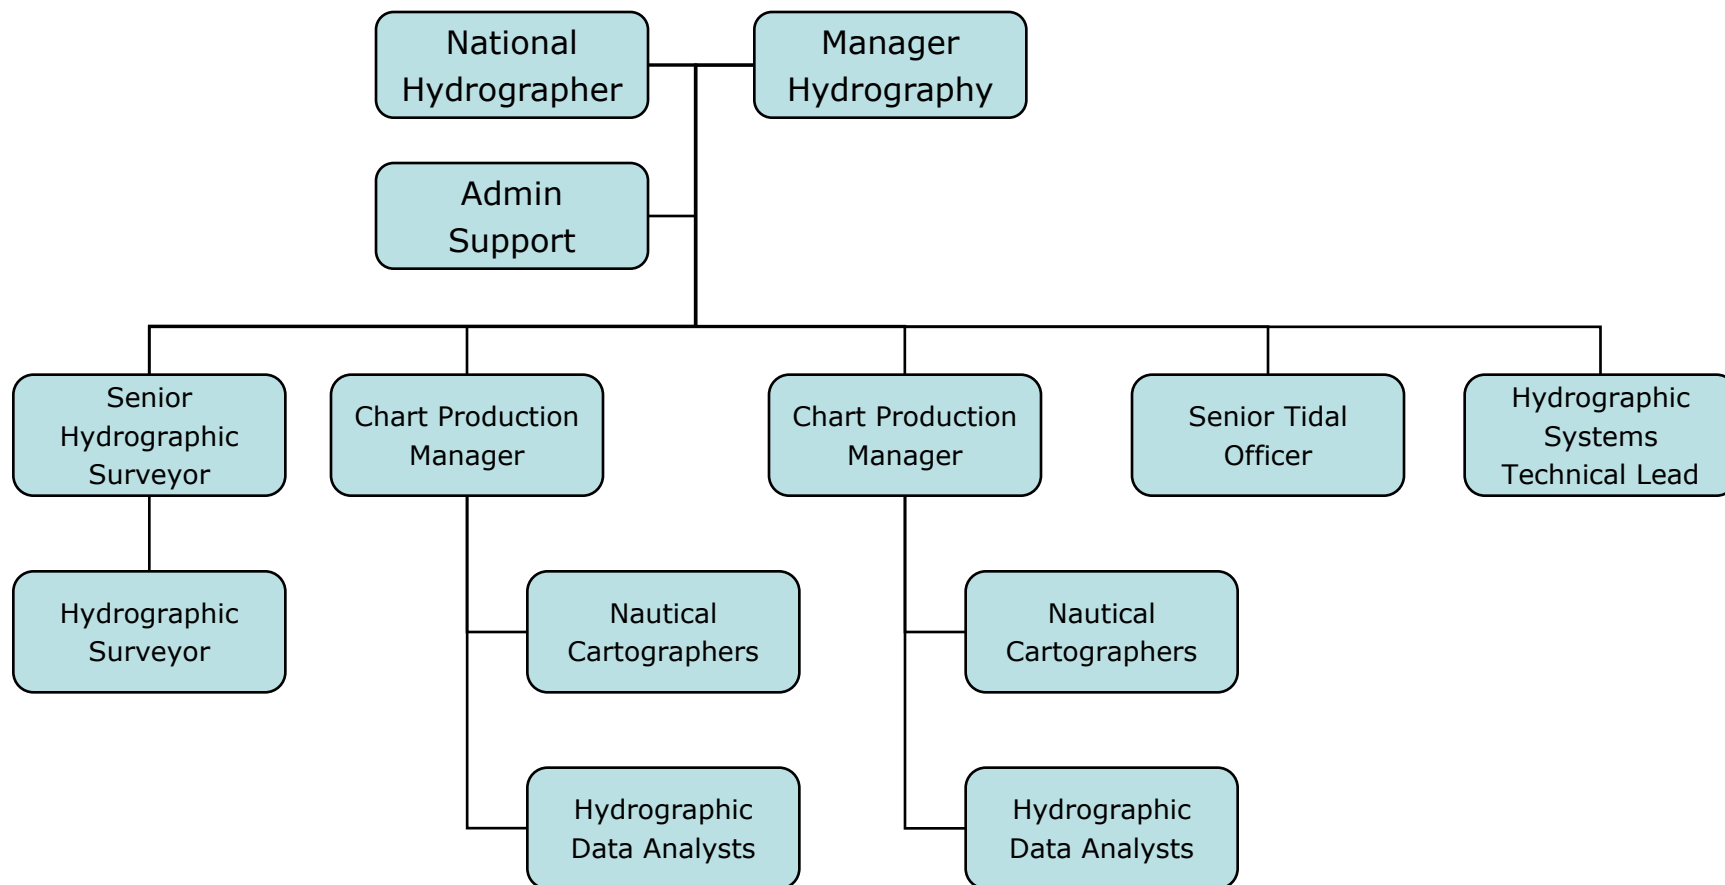 National
Hydrographer
Manager
Hydrography
Admin
Support
Senior
Hydrographic
Surveyor
Chart Production
Manager
Chart Production
Manager
Senior Tidal
Officer
Hydrographic
Systems
Technical Lead
Hydrographic
Surveyor
Nautical
Cartographers
Nautical
Cartographers
Hydrographic
Data Analysts
Hydrographic
Data Analysts